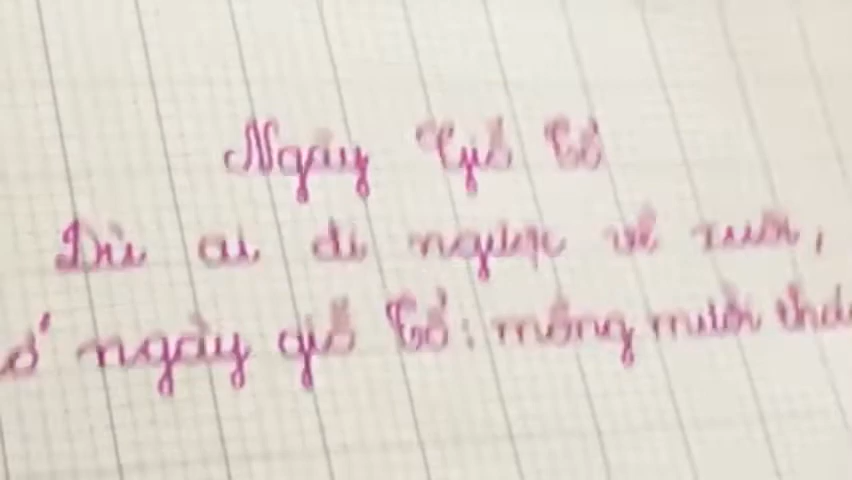 Ngày Giỗ Tổ
Dù ai đi ngược về xuôi,
ngày giỗ Tổ: mồng mười